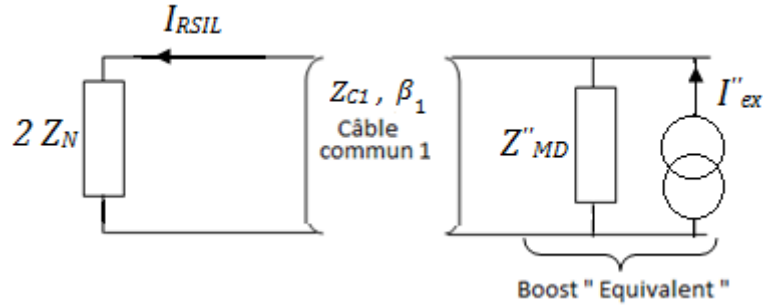 I_RSIL
2 Z_N
Z_C1 , β_1
Câble
commun 1
Z"_MD
I"_ex
Boost " Equivalent "